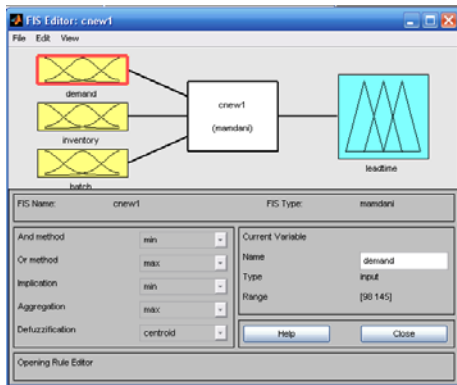 FIS Editor: cnew1
File Edit View
demand
cnew1
(mamdani)
inventory
leadtime
batch
FIS Name: cnew1 FIS Type: mamdani
And method min
Or method max
Implication min
Aggregation max
Defuzzification centroid
Current Variable
Name demand
Type input
Range [98 145]
Help Close
Opening Rule Editor